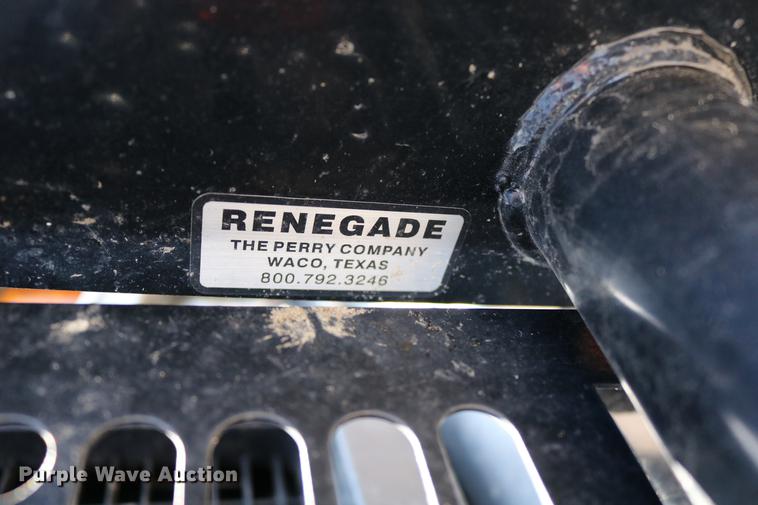 RENEGADE
THE PERRY COMPANY
WACO, TEXAS
800.792.3246
Purple Wave Auction